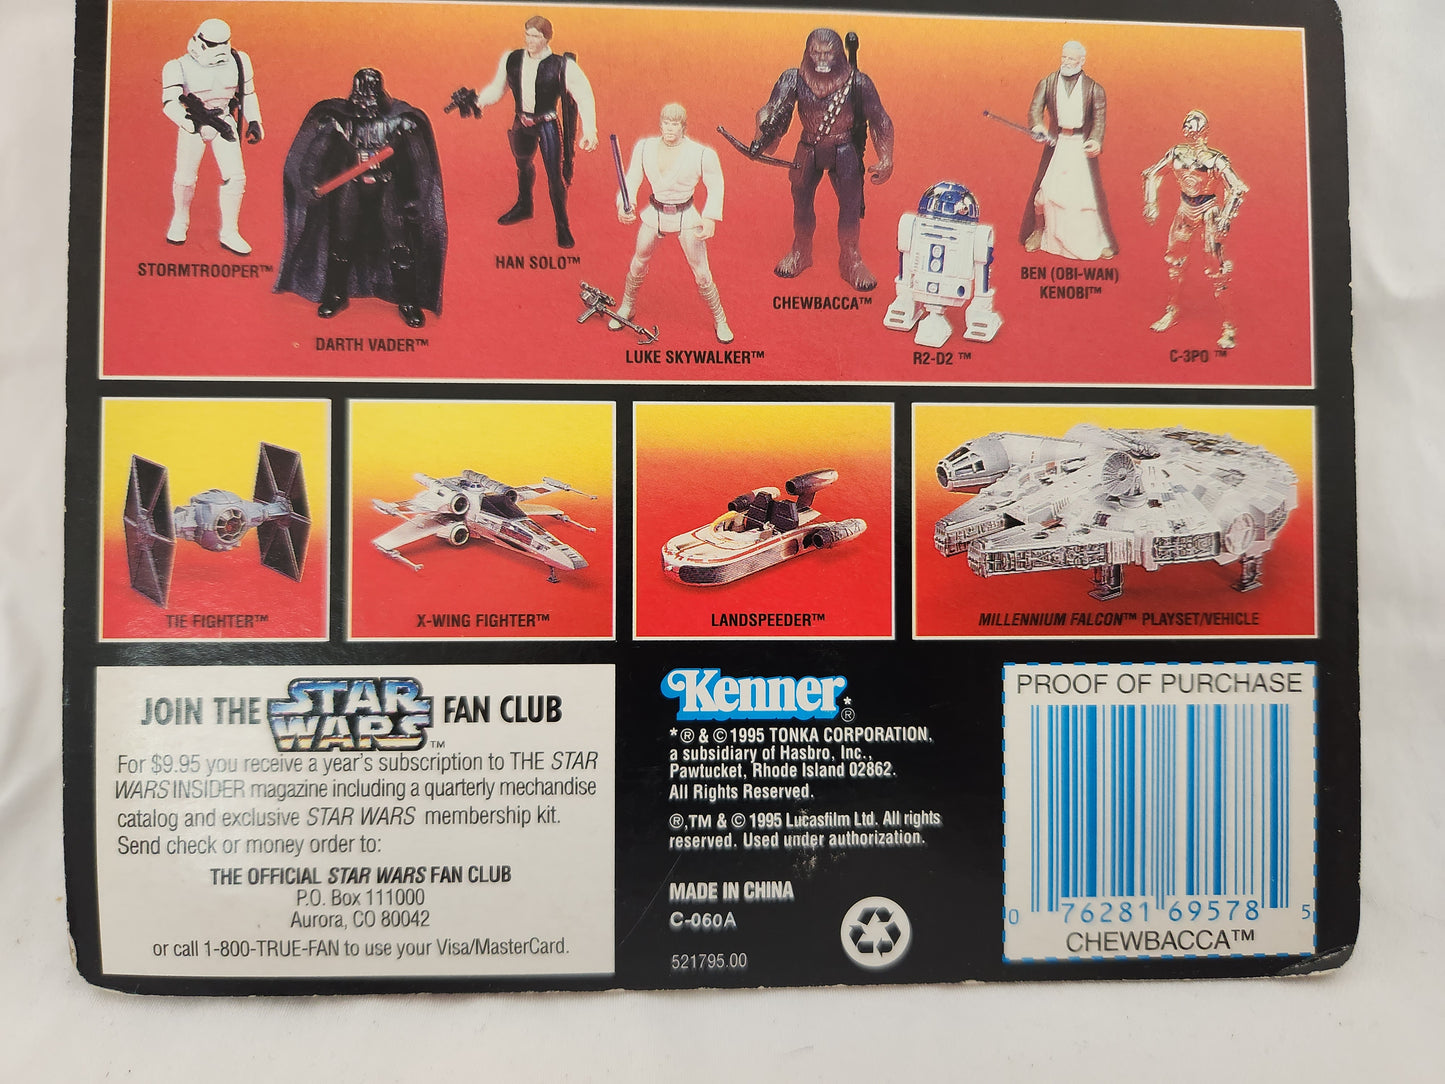 STORMTROOPER™
DARTH VADER™
HAN SOLO™
LUKE SKYWALKER™
CHEWBACCA™
R2-D2 ™
BEN (OBI-WAN)
KENOBI™
C-3PO ™
TIE FIGHTER™
X-WING FIGHTER™
LANDSPEEDER™
MILLENNIUM FALCON™ PLAYSET/VEHICLE
JOIN THE STAR WARS™ FAN CLUB
For $9.95 you receive a year's subscription to THE STAR
WARS INSIDER magazine including a quarterly mechandise
catalog and exclusive STAR WARS membership kit.
Send check or money order to:
THE OFFICIAL STAR WARS FAN CLUB
P.O. Box 111000
Aurora, CO 80042
or call 1-800-TRUE-FAN to use your Visa/MasterCard.
Kenner*®
*® & © 1995 TONKA CORPORATION,
a subsidiary of Hasbro, Inc.,
Pawtucket, Rhode Island 02862.
All Rights Reserved.
®,TM & © 1995 Lucasfilm Ltd. All rights
reserved. Used under authorization.
MADE IN CHINA
C-060A
521795.00
PROOF OF PURCHASE
0 76281 69578 5
CHEWBACCA™